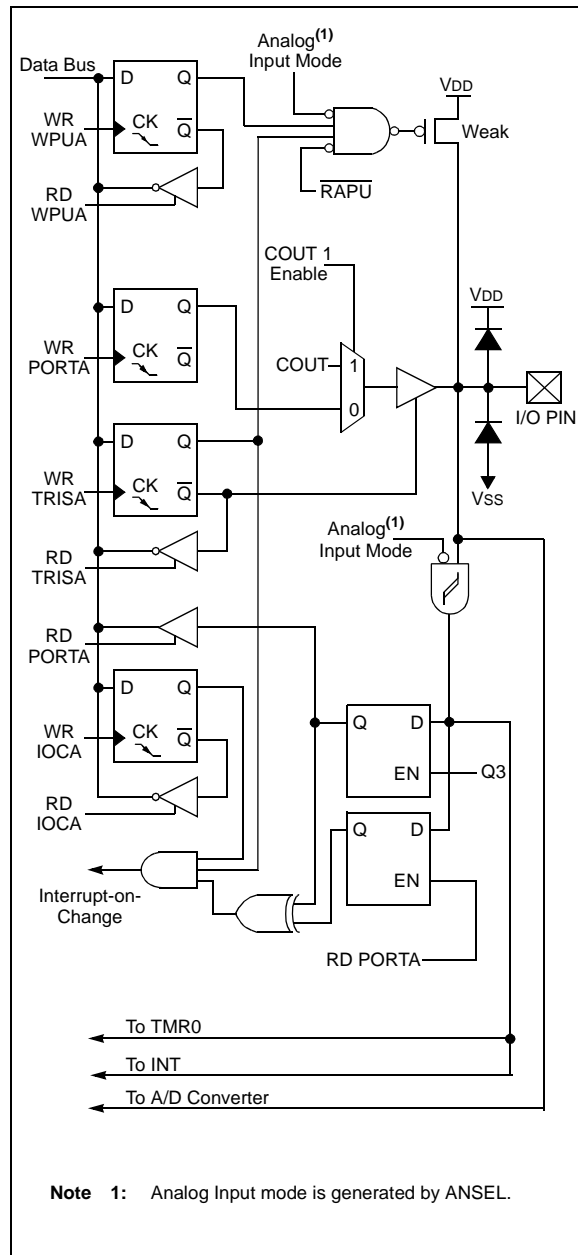 Analog(1)
Input Mode
Data Bus
D Q
VDD
WR
WPUA
CK
Q
Weak
RD
WPUA
RAPU
COUT 1
Enable
D Q
VDD
WR
PORTA
CK
Q
COUT
1
0
I/O PIN
D Q
WR
TRISA
CK
Q
VSS
Analog(1)
Input Mode
RD
TRISA
RD
PORTA
D Q
WR
IOCA
CK
Q
Q D
EN
Q3
RD
IOCA
Q D
EN
Interrupt-on-
Change
RD PORTA
To TMR0
To INT
To A/D Converter
Note 1: Analog Input mode is generated by ANSEL.